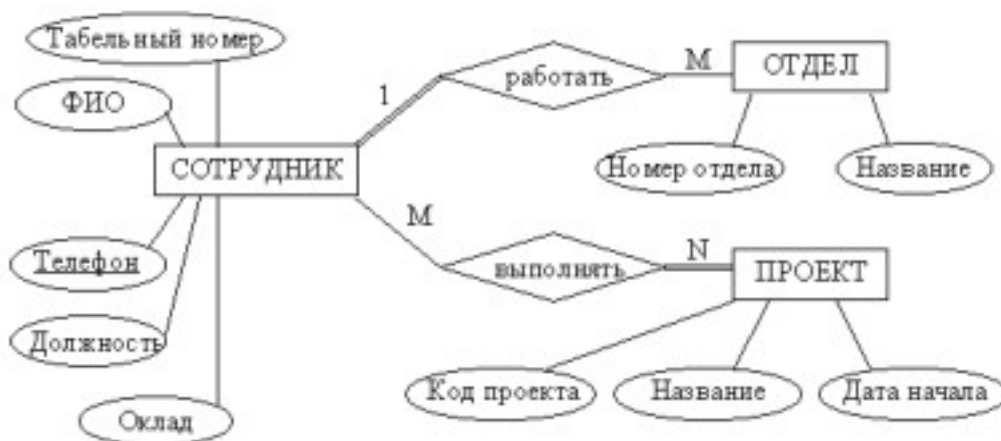 Табельный номер
ФИО
СОТРУДНИК
Телефон
Должность
Оклад
1
работать
М
ОТДЕЛ
Номер отдела
Название
М
выполнять
N
ПРОЕКТ
Код проекта
Название
Дата начала